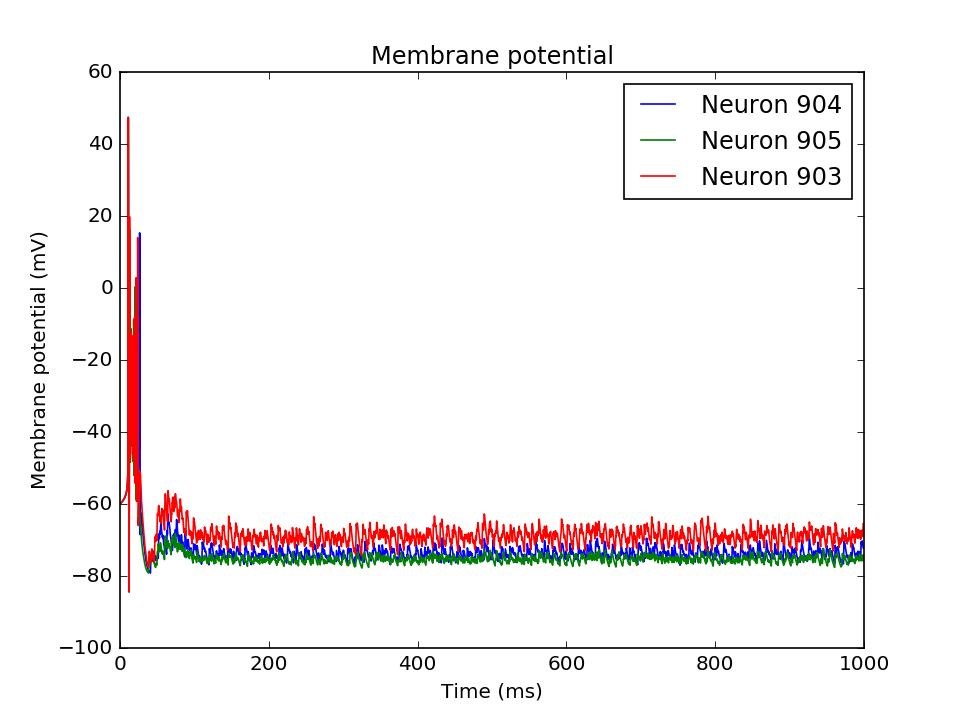 Membrane potential
60
40
20
0
−20
−40
−60
−80
−100
Membrane potential (mV)
Neuron 904
Neuron 905
Neuron 903
0 200 400 600 800 1000
Time (ms)